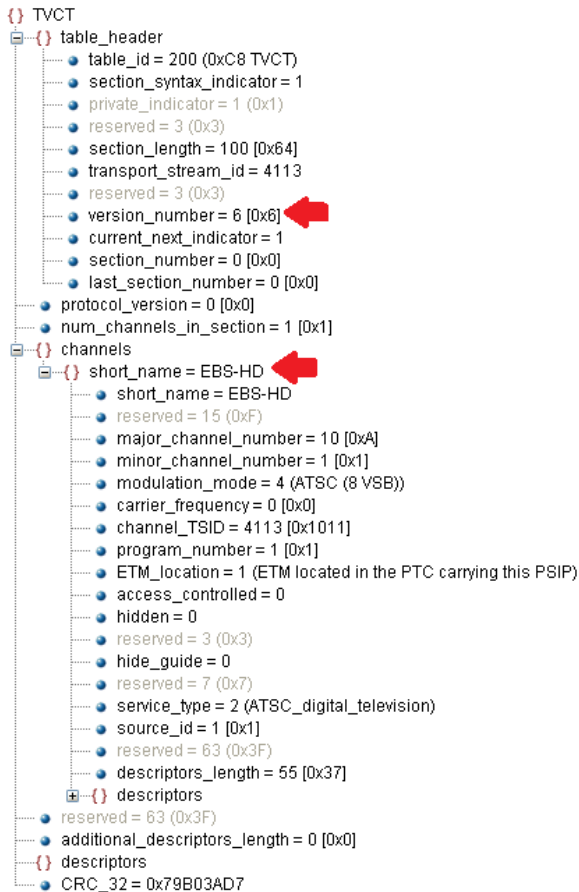 {} TVCT
{} table_header
table_id = 200 (0xC8 TVCT)
section_syntax_indicator = 1
private_indicator = 1 (0x1)
reserved = 3 (0x3)
section_length = 100 [0x64]
transport_stream_id = 4113
reserved = 3 (0x3)
version_number = 6 [0x6]
current_next_indicator = 1
section_number = 0 [0x0]
last_section_number = 0 [0x0]
protocol_version = 0 [0x0]
num_channels_in_section = 1 [0x1]
{} channels
{} short_name = EBS-HD
short_name = EBS-HD
reserved = 15 (0xF)
major_channel_number = 10 [0xA]
minor_channel_number = 1 [0x1]
modulation_mode = 4 (ATSC (8 VSB))
carrier_frequency = 0 [0x0]
channel_TSID = 4113 [0x1011]
program_number = 1 [0x1]
ETM_location = 1 (ETM located in the PTC carrying this PSIP)
access_controlled = 0
hidden = 0
reserved = 3 (0x3)
hide_guide = 0
reserved = 7 (0x7)
service_type = 2 (ATSC_digital_television)
source_id = 1 [0x1]
reserved = 63 (0x3F)
descriptors_length = 55 [0x37]
{} descriptors
reserved = 63 (0x3F)
additional_descriptors_length = 0 [0x0]
{} descriptors
CRC_32 = 0x79B03AD7